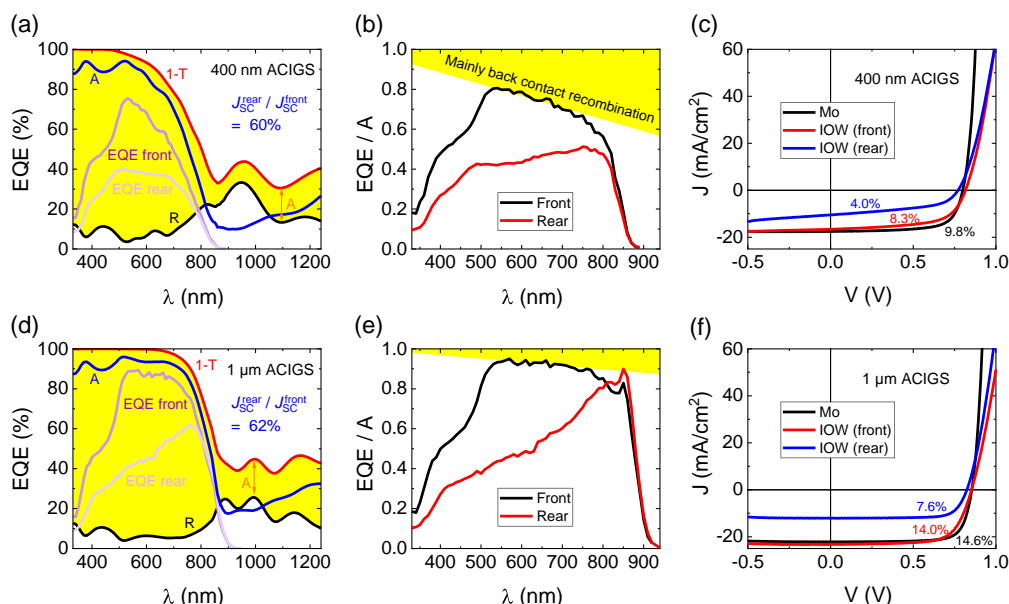 (a)
100
80
60
40
20
0
EQE (%)
400 600 800 1000 1200
λ (nm)
A
1-T
400 nm ACIGS
J_SC^rear / J_SC^front
= 60%
EQE front
EQE rear
R
A
(b)
1.0
0.8
0.6
0.4
0.2
0.0
EQE / A
400 500 600 700 800 900
λ (nm)
Mainly back contact recombination
Front
Rear
(c)
60
40
20
0
-20
J (mA/cm²)
-0.5 0.0 0.5 1.0
V (V)
400 nm ACIGS
Mo
IOW (front)
IOW (rear)
4.0%
8.3%
9.8%
(d)
100
80
60
40
20
0
EQE (%)
400 600 800 1000 1200
λ (nm)
A
1-T
1 µm ACIGS
J_SC^rear / J_SC^front
= 62%
EQE front
EQE rear
R
A
(e)
1.0
0.8
0.6
0.4
0.2
0.0
EQE / A
400 500 600 700 800 900
λ (nm)
Front
Rear
(f)
60
40
20
0
-20
J (mA/cm²)
-0.5 0.0 0.5 1.0
V (V)
1 µm ACIGS
Mo
IOW (front)
IOW (rear)
7.6%
14.0%
14.6%